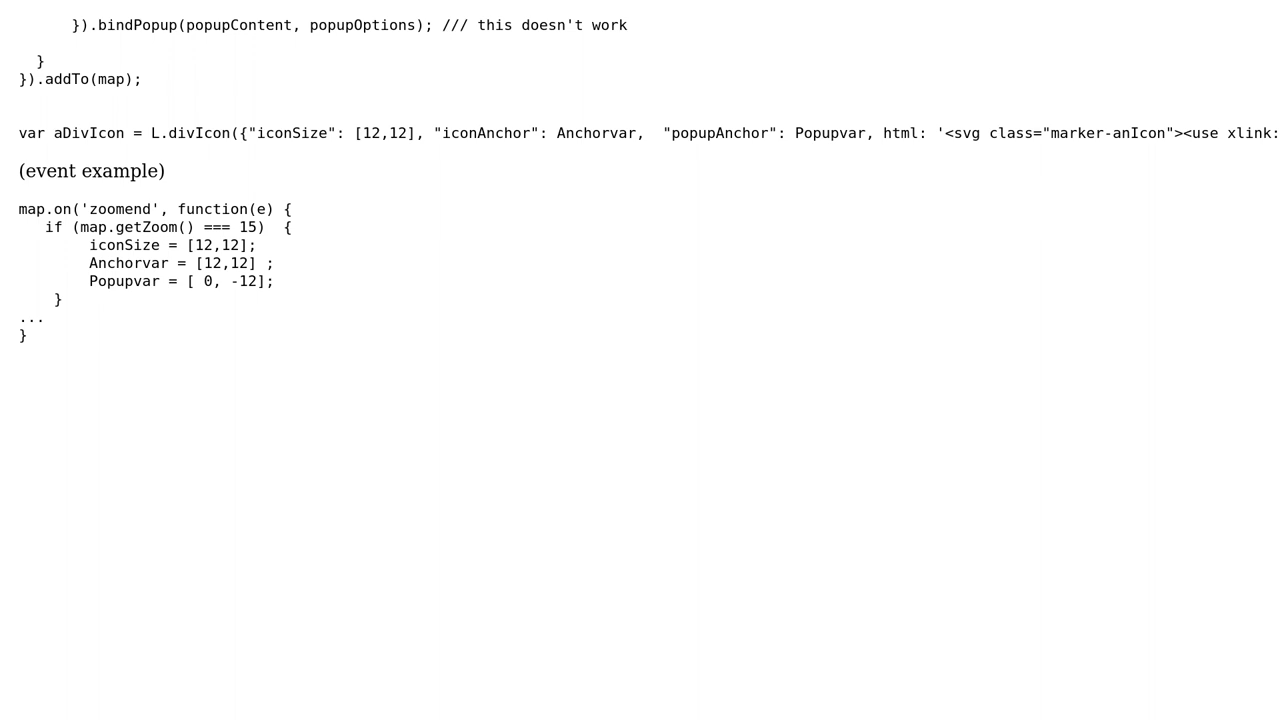 }).bindPopup(popupContent, popupOptions); /// this doesn't work
}
}).addTo(map);
var aDivIcon = L.divIcon({"iconSize": [12,12], "iconAnchor": Anchorvar,  "popupAnchor": Popupvar, html: '<svg class="marker-anIcon"><use xlink:
(event example)
map.on('zoomend', function(e) {
if (map.getZoom() === 15)  {
iconSize = [12,12];
Anchorvar = [12,12] ;
Popupvar = [ 0, -12];
}
...
}